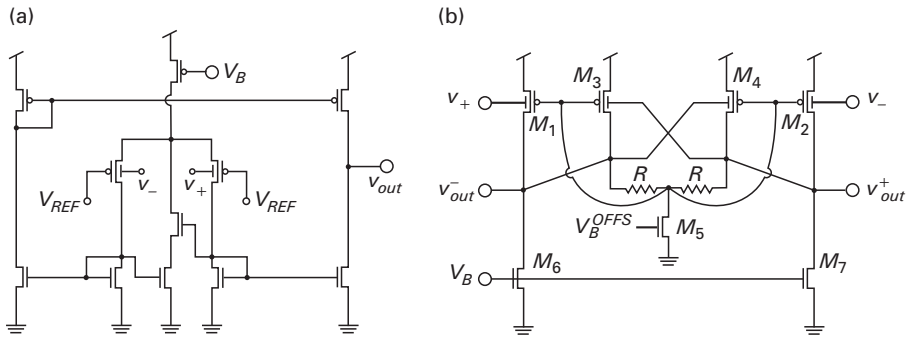 (a)
V_B
V_REF
v_−
v_+
V_REF
v_out
(b)
M_3
M_4
v_+
M_1
M_2
v_−
R
R
v_out^−
V_B^OFFS
M_5
v_out^+
V_B
M_6
M_7